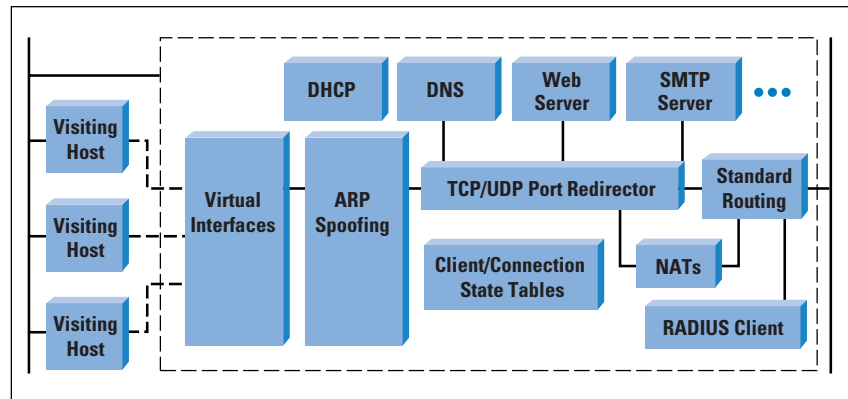 DHCP
DNS
Web
Server
SMTP
Server
Visiting
Host
Virtual
Interfaces
ARP
Spoofing
TCP/UDP Port Redirector
Standard
Routing
Visiting
Host
Client/Connection
State Tables
NATs
Visiting
Host
RADIUS Client